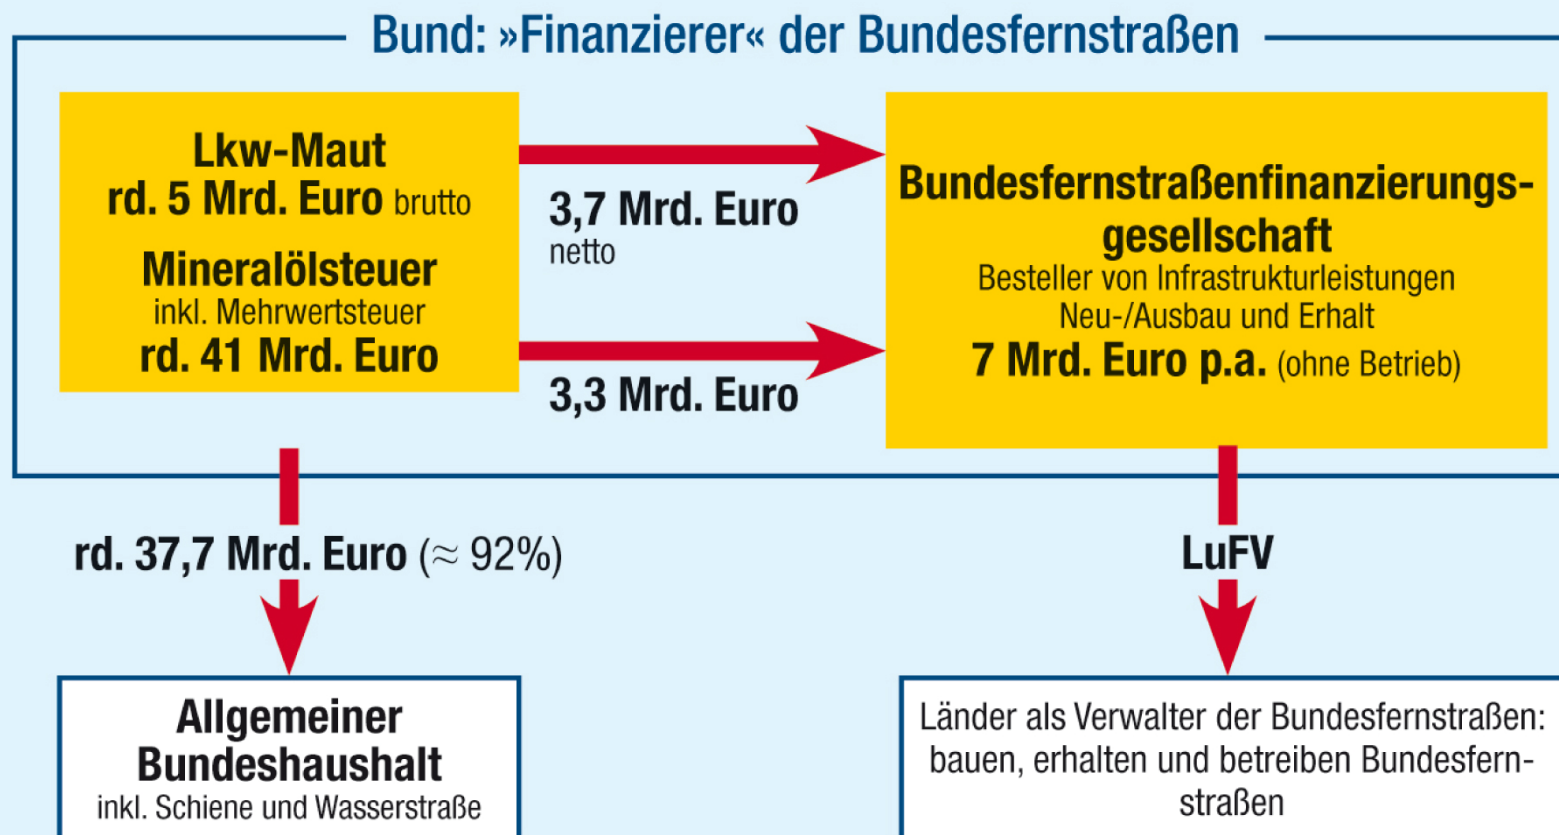 Bund: »Finanzierer« der Bundesfernstraßen
Lkw-Maut
rd. 5 Mrd. Euro brutto
Mineralölsteuer
inkl. Mehrwertsteuer
rd. 41 Mrd. Euro
3,7 Mrd. Euro
netto
3,3 Mrd. Euro
Bundesfernstraßenfinanzierungs-
gesellschaft
Besteller von Infrastrukturleistungen
Neu-/Ausbau und Erhalt
7 Mrd. Euro p.a. (ohne Betrieb)
rd. 37,7 Mrd. Euro (≈ 92%)
LuFV
Allgemeiner
Bundeshaushalt
inkl. Schiene und Wasserstraße
Länder als Verwalter der Bundesfernstraßen:
bauen, erhalten und betreiben Bundesfern-
straßen